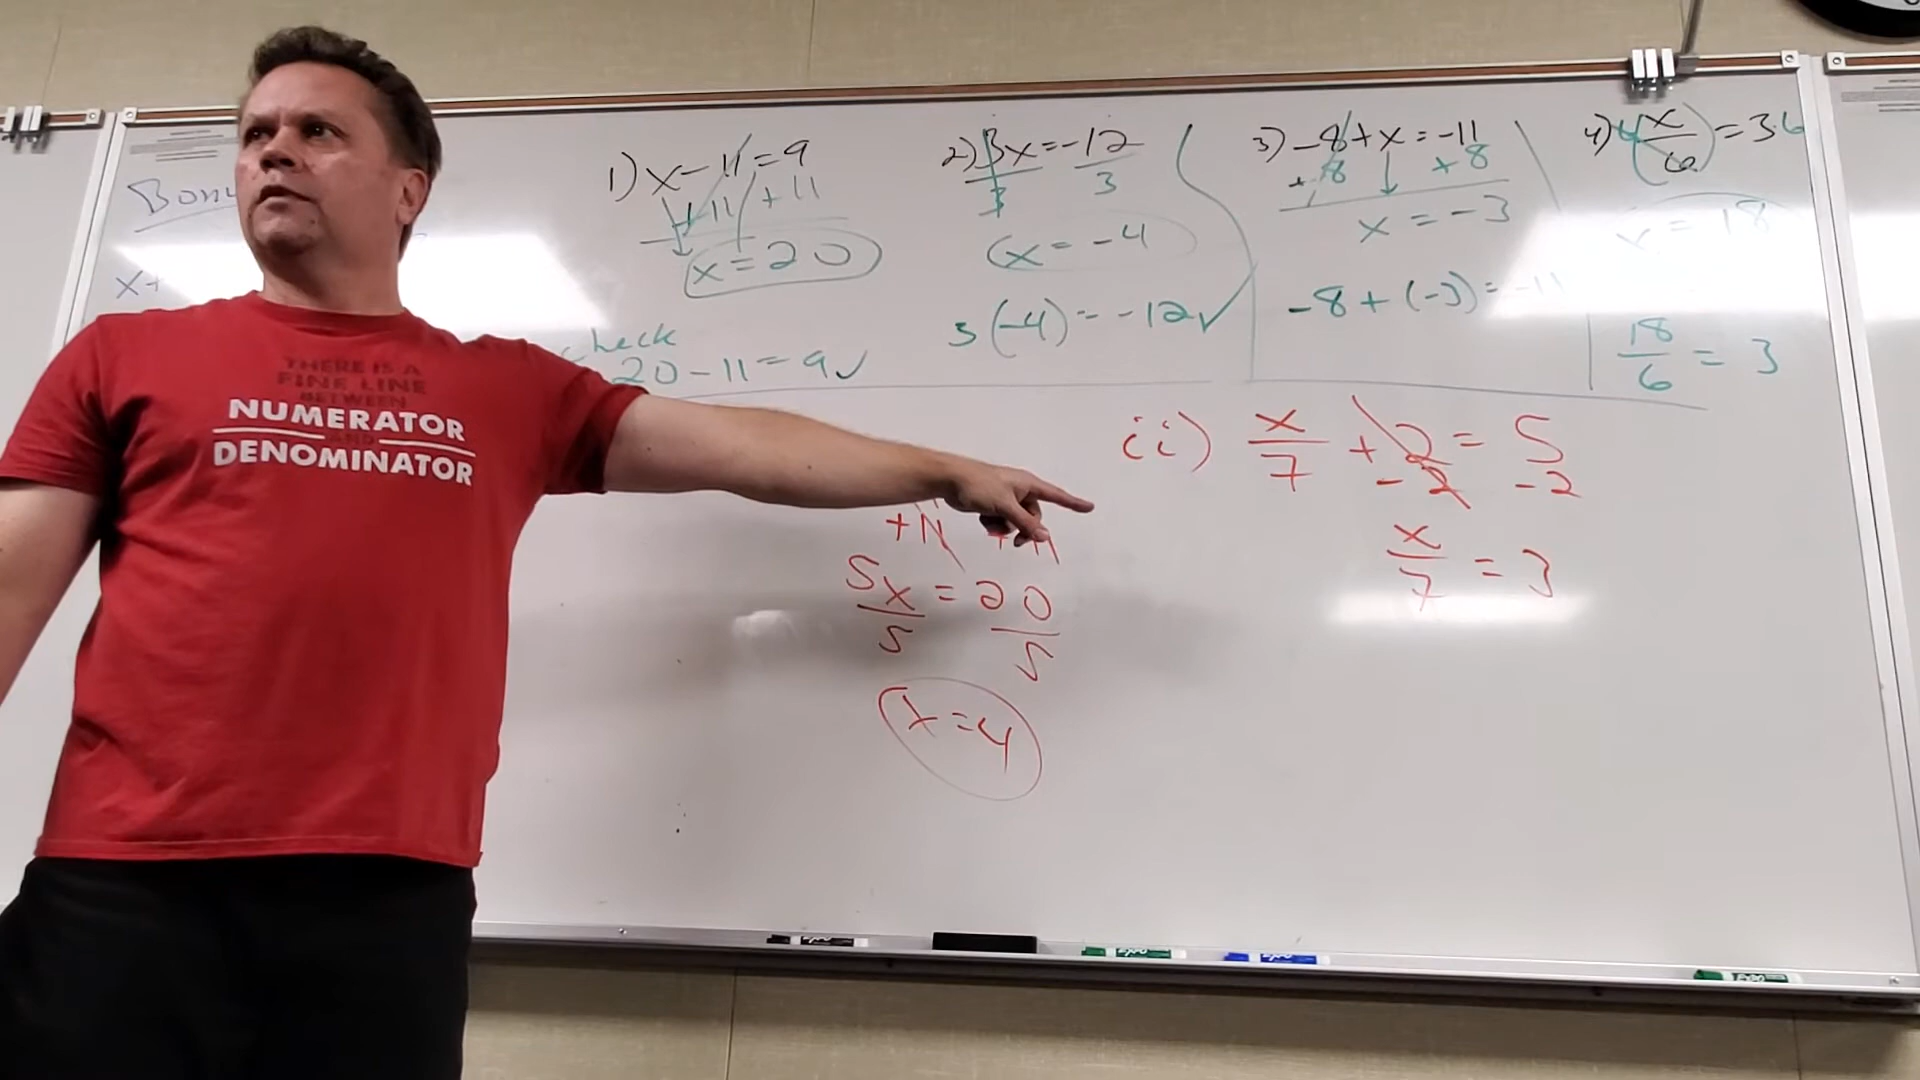 Bonu
x+
1) x - 11 = 9
+11 +11
x = 20
check
20 - 11 = 9 ✓
2) 3x = -12
3 3
x = -4
3(-4) = -12 ✓
3) -8 + x = -11
+8 +8
x = -3
-8 + (-3) = -11
4) 6(x/6) = 3·6
x = 18
18/6 = 3
THERE IS A
FINE LINE
BETWEEN
NUMERATOR
AND
DENOMINATOR
+11 +11
5x = 20
5 5
x = 4
ii) x/7 + 2 = 5
-2 -2
x/7 = 3